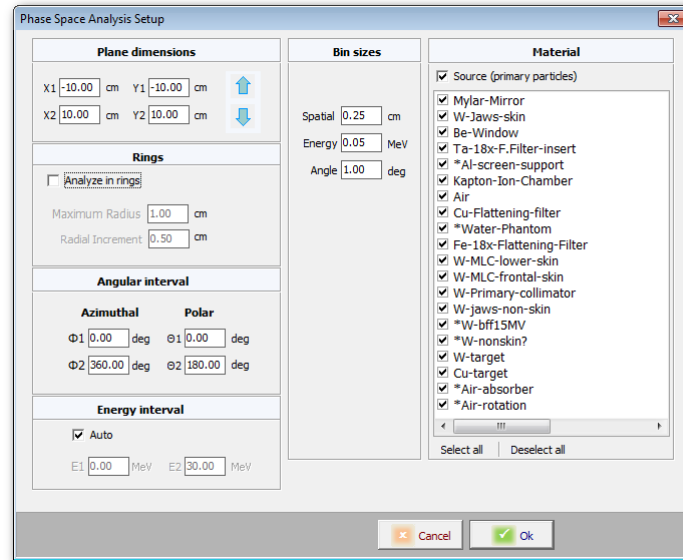 Phase Space Analysis Setup
Plane dimensions
X1 -10.00 cm Y1 -10.00 cm
X2 10.00 cm Y2 10.00 cm
Rings
Analyze in rings
Maximum Radius 1.00 cm
Radial Increment 0.50 cm
Angular interval
Azimuthal Polar
Φ1 0.00 deg Θ1 0.00 deg
Φ2 360.00 deg Θ2 180.00 deg
Energy interval
Auto
E1 0.00 MeV E2 30.00 MeV
Bin sizes
Spatial 0.25 cm
Energy 0.05 MeV
Angle 1.00 deg
Material
Source (primary particles)
Mylar-Mirror
W-Jaws-skin
Be-Window
Ta-18x-F.Filter-insert
*Al-screen-support
Kapton-Ion-Chamber
Air
Cu-Flattening-filter
*Water-Phantom
Fe-18x-Flattening-Filter
W-MLC-lower-skin
W-MLC-frontal-skin
W-Primary-collimator
W-jaws-non-skin
*W-bff15MV
*W-nonskin?
W-target
Cu-target
*Air-absorber
*Air-rotation
Select all Deselect all
Cancel Ok